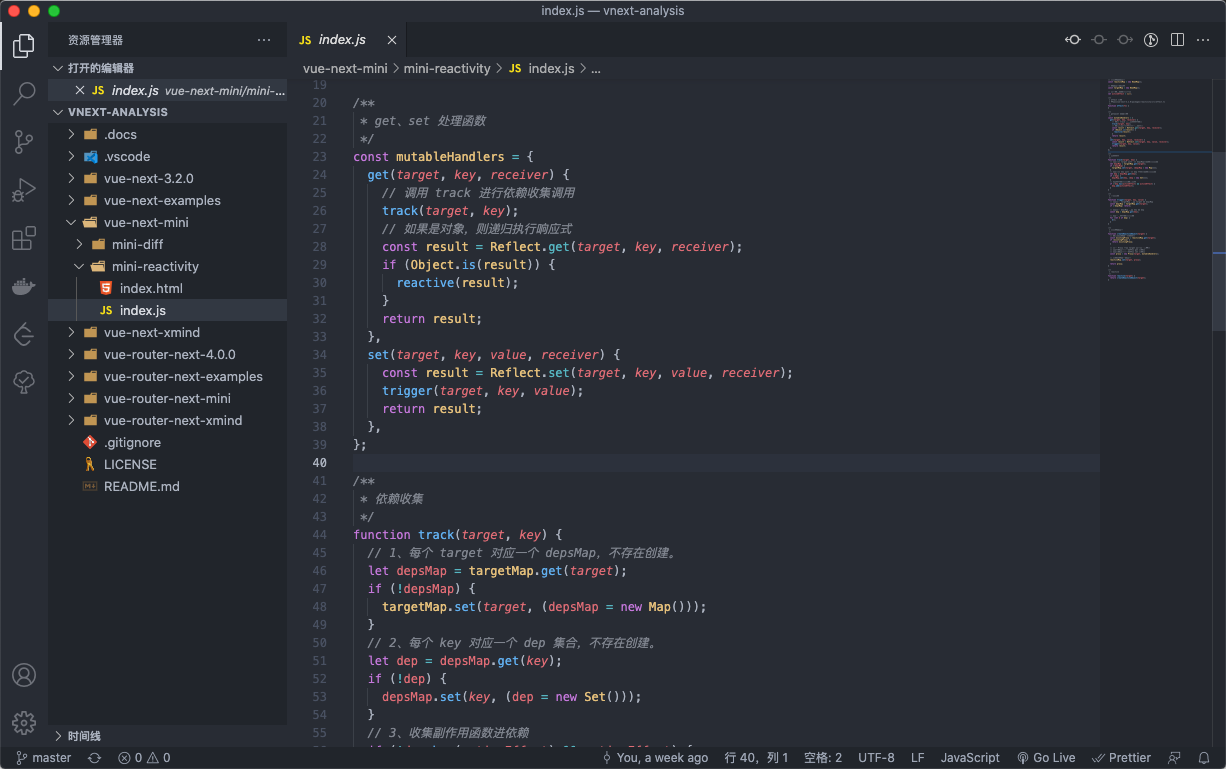 index.js — vnext-analysis
资源管理器
JS index.js
打开的编辑器
JS index.js vue-next-mini/mini-...
VNEXT-ANALYSIS
.docs
.vscode
vue-next-3.2.0
vue-next-examples
vue-next-mini
mini-diff
mini-reactivity
index.html
JS index.js
vue-next-xmind
vue-router-next-4.0.0
vue-router-next-examples
vue-router-next-mini
vue-router-next-xmind
.gitignore
LICENSE
README.md
时间线
vue-next-mini > mini-reactivity > JS index.js > ...
19
20 /**
21  * get、set 处理函数
22  */
23 const mutableHandlers = {
24   get(target, key, receiver) {
25     // 调用 track 进行依赖收集调用
26     track(target, key);
27     // 如果是对象，则递归执行响应式
28     const result = Reflect.get(target, key, receiver);
29     if (Object.is(result)) {
30       reactive(result);
31     }
32     return result;
33   },
34   set(target, key, value, receiver) {
35     const result = Reflect.set(target, key, value, receiver);
36     trigger(target, key, value);
37     return result;
38   },
39 };
40
41 /**
42  * 依赖收集
43  */
44 function track(target, key) {
45   // 1、每个 target 对应一个 depsMap，不存在创建。
46   let depsMap = targetMap.get(target);
47   if (!depsMap) {
48     targetMap.set(target, (depsMap = new Map()));
49   }
50   // 2、每个 key 对应一个 dep 集合，不存在创建。
51   let dep = depsMap.get(key);
52   if (!dep) {
53     depsMap.set(key, (dep = new Set()));
54   }
55   // 3、收集副作用函数进依赖
master 0 0 You, a week ago 行 40，列 1 空格: 2 UTF-8 LF JavaScript Go Live Prettier